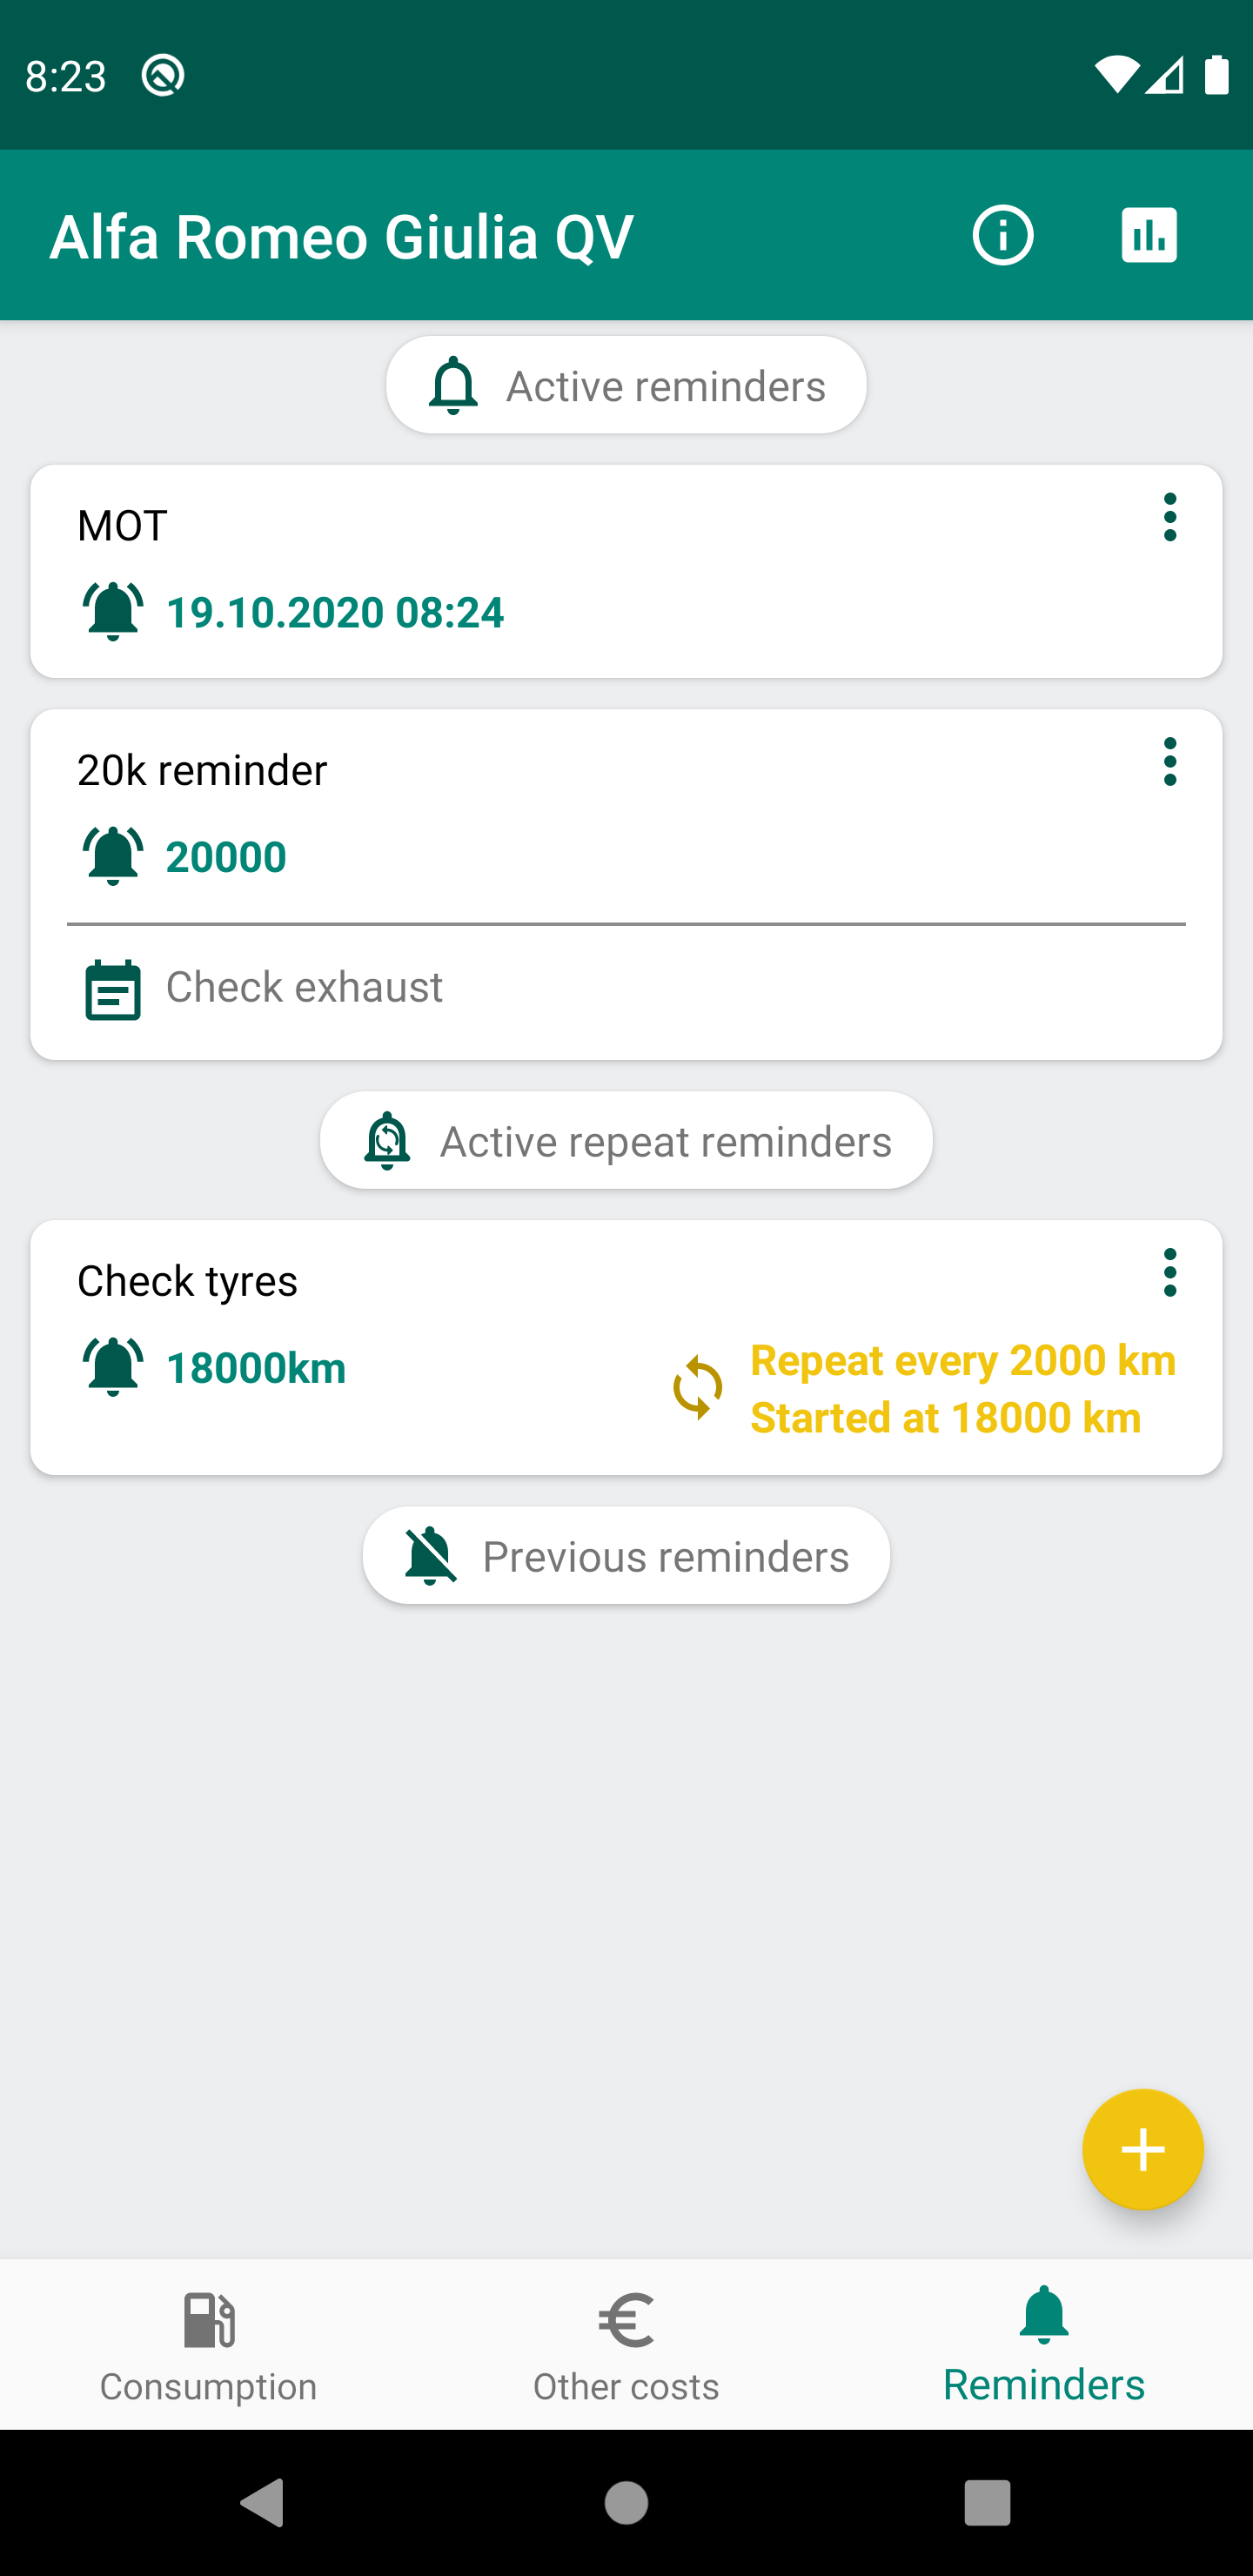 8:23
Alfa Romeo Giulia QV
Active reminders
MOT
19.10.2020 08:24
20k reminder
20000
Check exhaust
Active repeat reminders
Check tyres
18000km
Repeat every 2000 km
Started at 18000 km
Previous reminders
Consumption
Other costs
Reminders